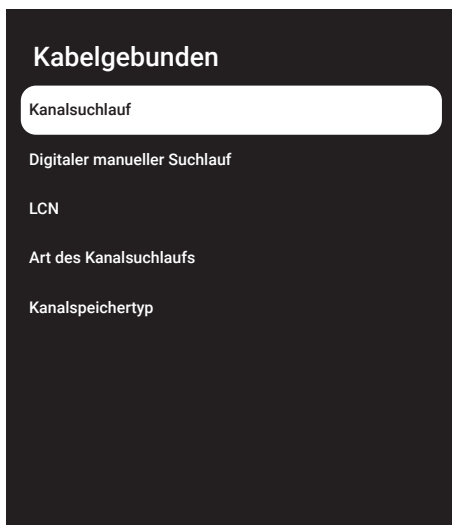 Kabelgebunden
Kanalsuchlauf
Digitaler manueller Suchlauf
LCN
Art des Kanalsuchlaufs
Kanalspeichertyp